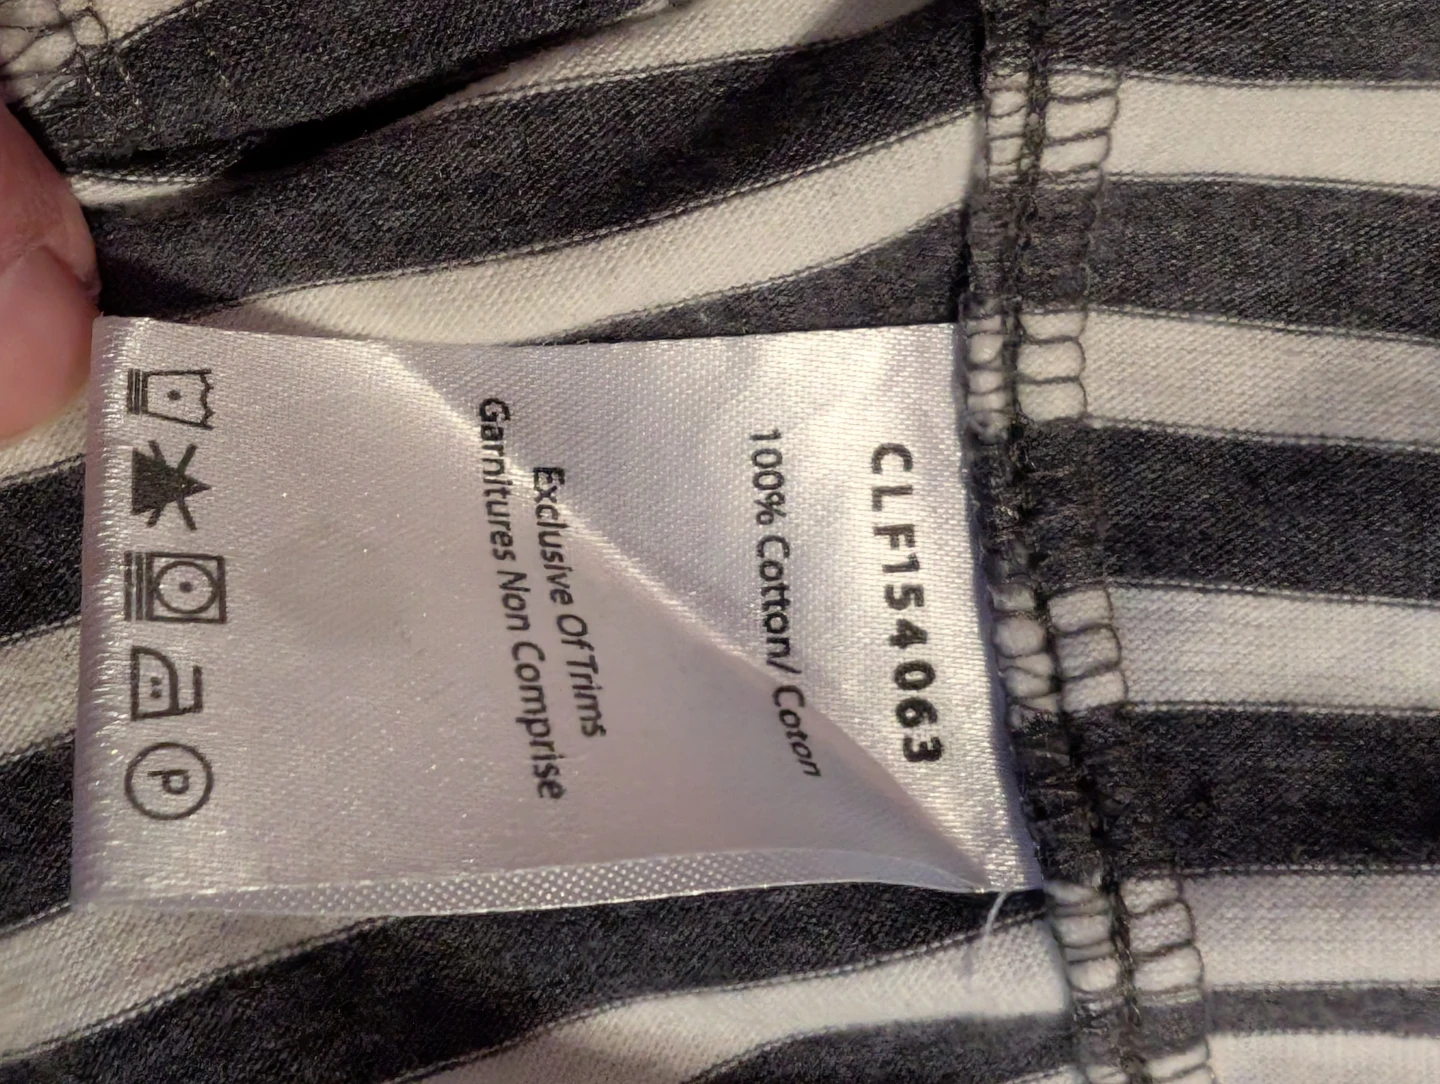 CLF154063
100% Cotton/ Coton
Exclusive Of Trims
Garnitures Non Comprise
P